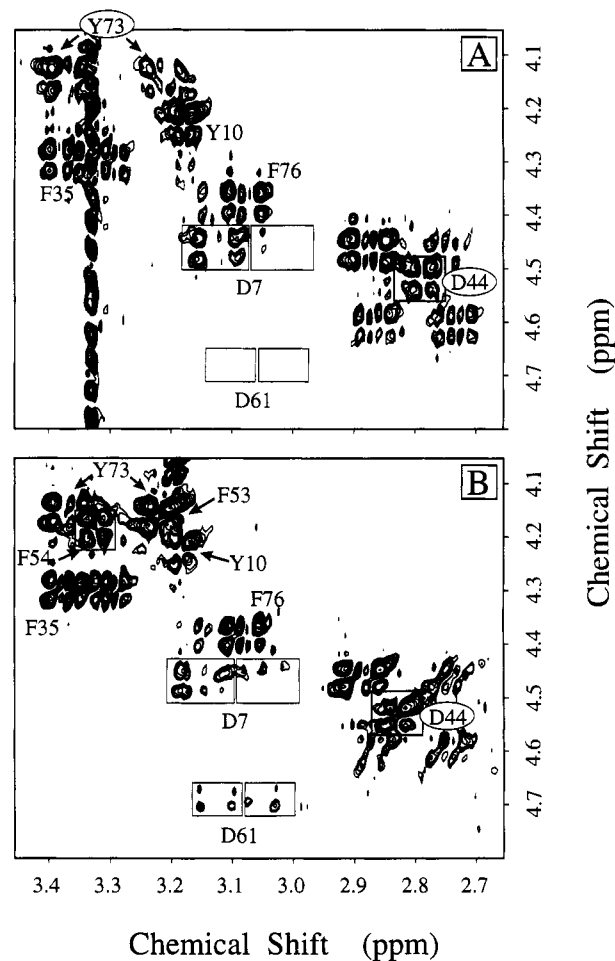 Y73
A
4.1
4.2
4.3
4.4
4.5
4.6
4.7
Y10
F35
F76
D7
D44
D61
Chemical Shift (ppm)
Y73
B
4.1
4.2
4.3
4.4
4.5
4.6
4.7
F53
F54
Y10
F35
F76
D7
D44
D61
3.4 3.3 3.2 3.1 3.0 2.9 2.8 2.7
Chemical Shift (ppm)